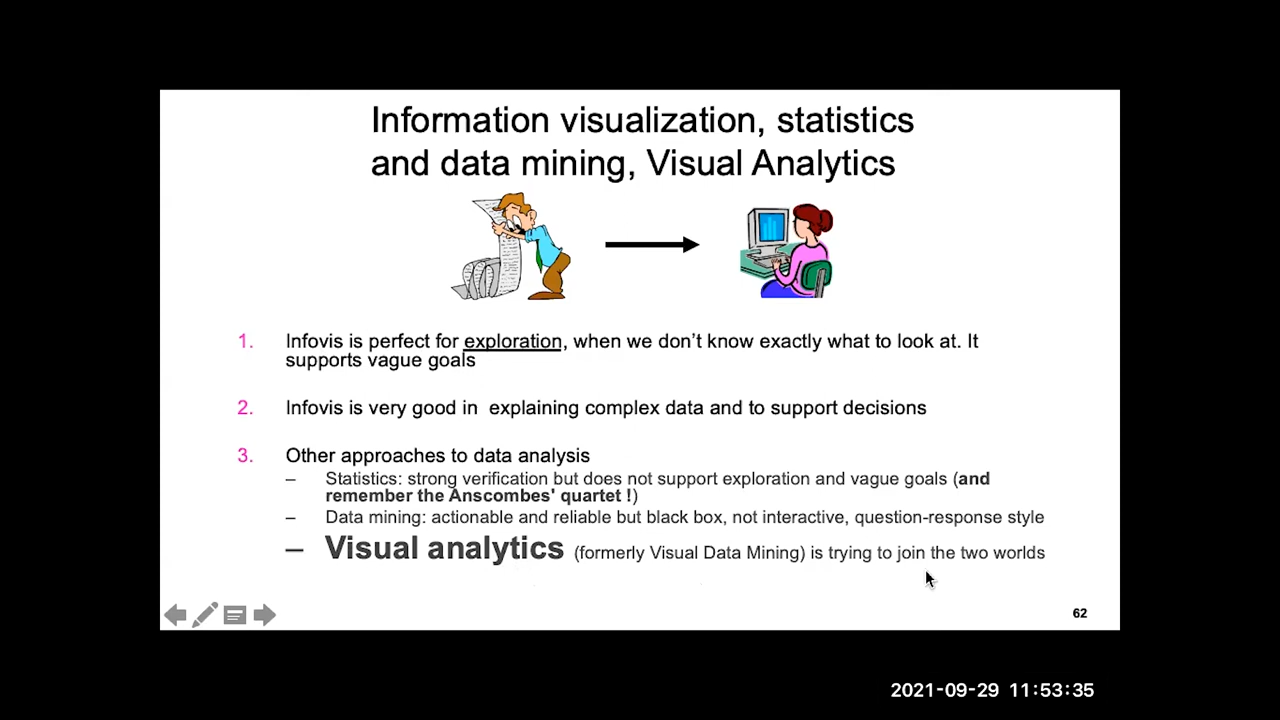 Information visualization, statistics
and data mining, Visual Analytics
1. Infovis is perfect for exploration, when we don't know exactly what to look at. It
supports vague goals
2. Infovis is very good in  explaining complex data and to support decisions
3. Other approaches to data analysis
– Statistics: strong verification but does not support exploration and vague goals (and
remember the Anscombes' quartet !)
– Data mining: actionable and reliable but black box, not interactive, question-response style
– Visual analytics (formerly Visual Data Mining) is trying to join the two worlds
62
2021-09-29 11:53:35